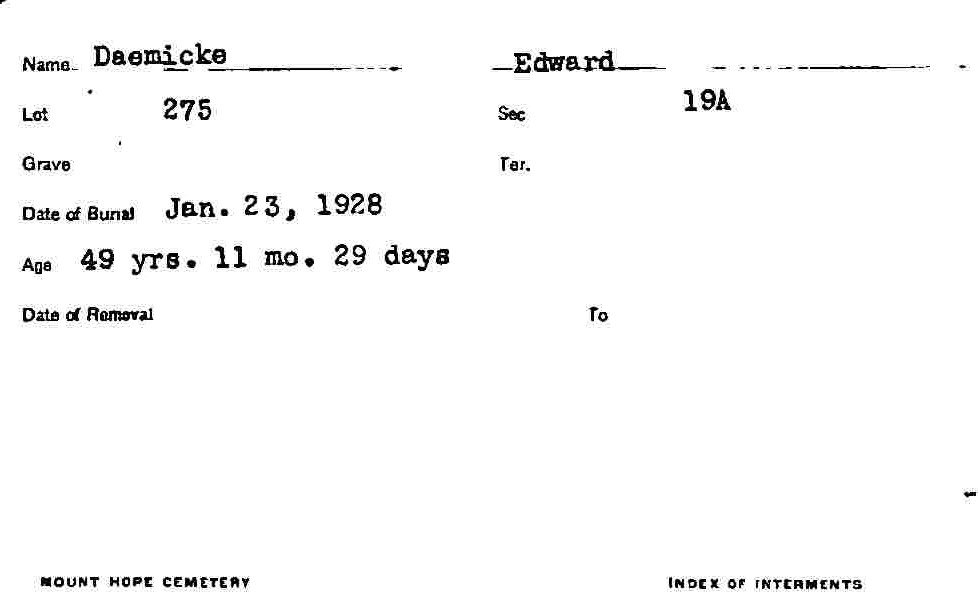 Name Daemicke Edward
Lot 275 Sec 19A
Grave Ter.
Date of Burial Jan. 23, 1928
Age 49 yrs. 11 mo. 29 days
Date of Removal To
MOUNT HOPE CEMETERY INDEX OF INTERMENTS